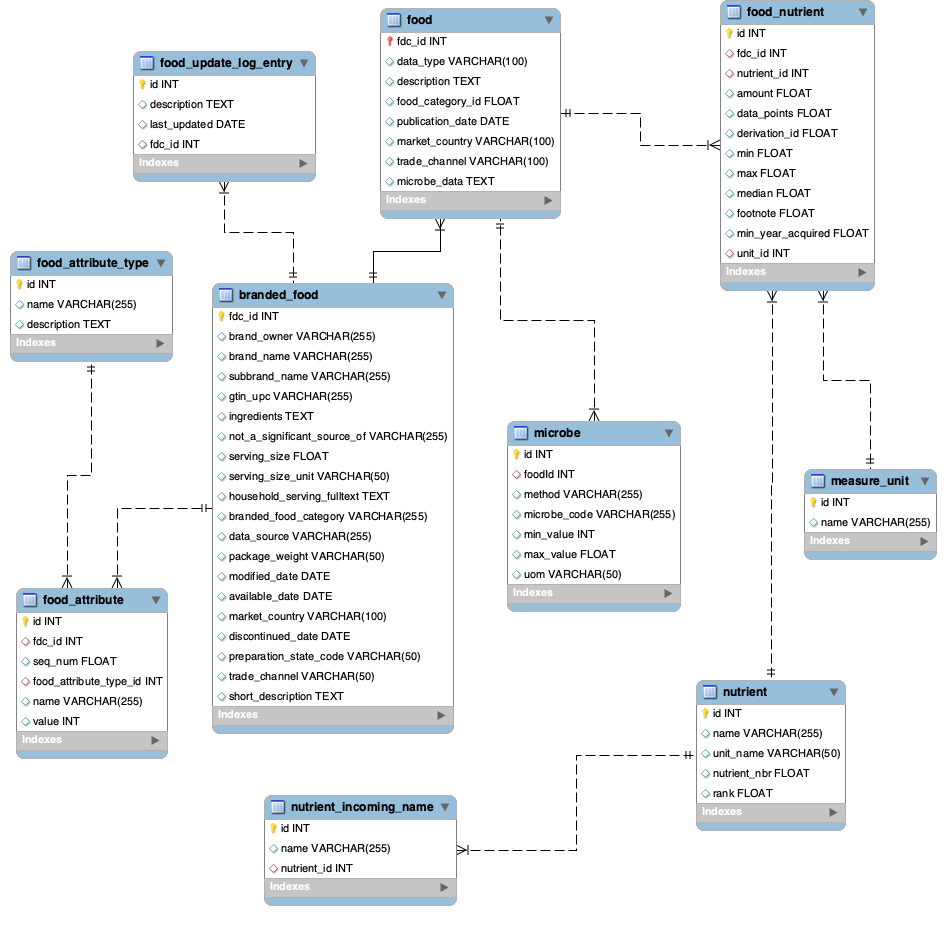 food
fdc_id INT
data_type VARCHAR(100)
description TEXT
food_category_id FLOAT
publication_date DATE
market_country VARCHAR(100)
trade_channel VARCHAR(100)
microbe_data TEXT
Indexes
food_nutrient
id INT
fdc_id INT
nutrient_id INT
amount FLOAT
data_points FLOAT
derivation_id FLOAT
min FLOAT
max FLOAT
median FLOAT
footnote FLOAT
min_year_acquired FLOAT
unit_id INT
Indexes
food_update_log_entry
id INT
description TEXT
last_updated DATE
fdc_id INT
Indexes
food_attribute_type
id INT
name VARCHAR(255)
description TEXT
Indexes
branded_food
fdc_id INT
brand_owner VARCHAR(255)
brand_name VARCHAR(255)
subbrand_name VARCHAR(255)
gtin_upc VARCHAR(255)
ingredients TEXT
not_a_significant_source_of VARCHAR(255)
serving_size FLOAT
serving_size_unit VARCHAR(50)
household_serving_fulltext TEXT
branded_food_category VARCHAR(255)
data_source VARCHAR(255)
package_weight VARCHAR(50)
modified_date DATE
available_date DATE
market_country VARCHAR(100)
discontinued_date DATE
preparation_state_code VARCHAR(50)
trade_channel VARCHAR(50)
short_description TEXT
Indexes
microbe
id INT
foodId INT
method VARCHAR(255)
microbe_code VARCHAR(255)
min_value INT
max_value FLOAT
uom VARCHAR(50)
Indexes
measure_unit
id INT
name VARCHAR(255)
Indexes
food_attribute
id INT
fdc_id INT
seq_num FLOAT
food_attribute_type_id INT
name VARCHAR(255)
value INT
Indexes
nutrient
id INT
name VARCHAR(255)
unit_name VARCHAR(50)
nutrient_nbr FLOAT
rank FLOAT
Indexes
nutrient_incoming_name
id INT
name VARCHAR(255)
nutrient_id INT
Indexes